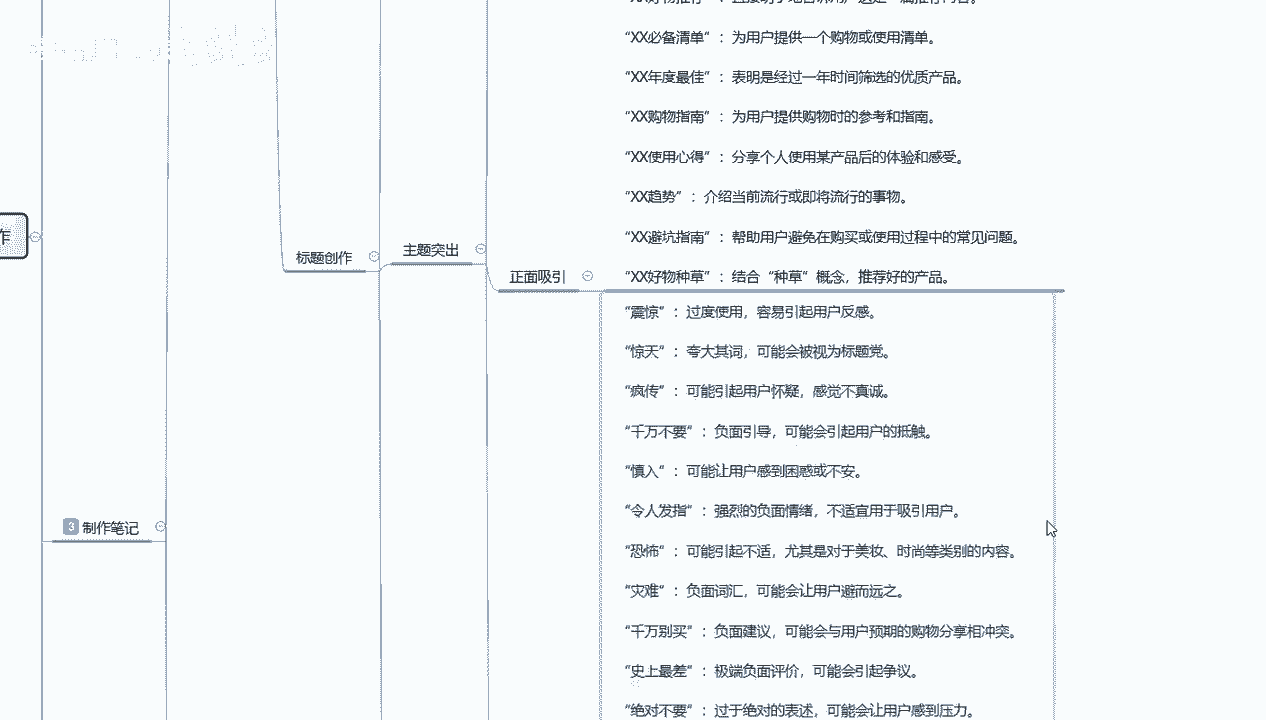 “XX必备清单”：为用户提供一个购物或使用清单。
“XX年度最佳”：表明是经过一年时间筛选的优质产品。
“XX购物指南”：为用户提供购物时的参考和指南。
“XX使用心得”：分享个人使用某产品后的体验和感受。
“XX趋势”：介绍当前流行或即将流行的事物。
作
“XX避坑指南”：帮助用户避免在购买或使用过程中的常见问题。
标题创作
主题突出
正面吸引
“XX好物种草”：结合“种草”概念，推荐好的产品。
“震惊”：过度使用，容易引起用户反感。
“惊天”：夸大其词，可能会被视为标题党。
“疯传”：可能引起用户怀疑，感觉不真诚。
“千万不要”：负面引导，可能会引起用户的抵触。
“慎入”：可能让用户感到困惑或不安。
“令人发指”：强烈的负面情绪，不适宜用于吸引用户。
3 制作笔记
“恐怖”：可能引起不适，尤其是对于美妆、时尚等类别的内容。
“灾难”：负面词汇，可能会让用户避而远之。
“千万别买”：负面建议，可能会与用户预期的购物分享相冲突。
“史上最差”：极端负面评价，可能会引起争议。
“绝对不要”：过于绝对的表述，可能会让用户感到压力。